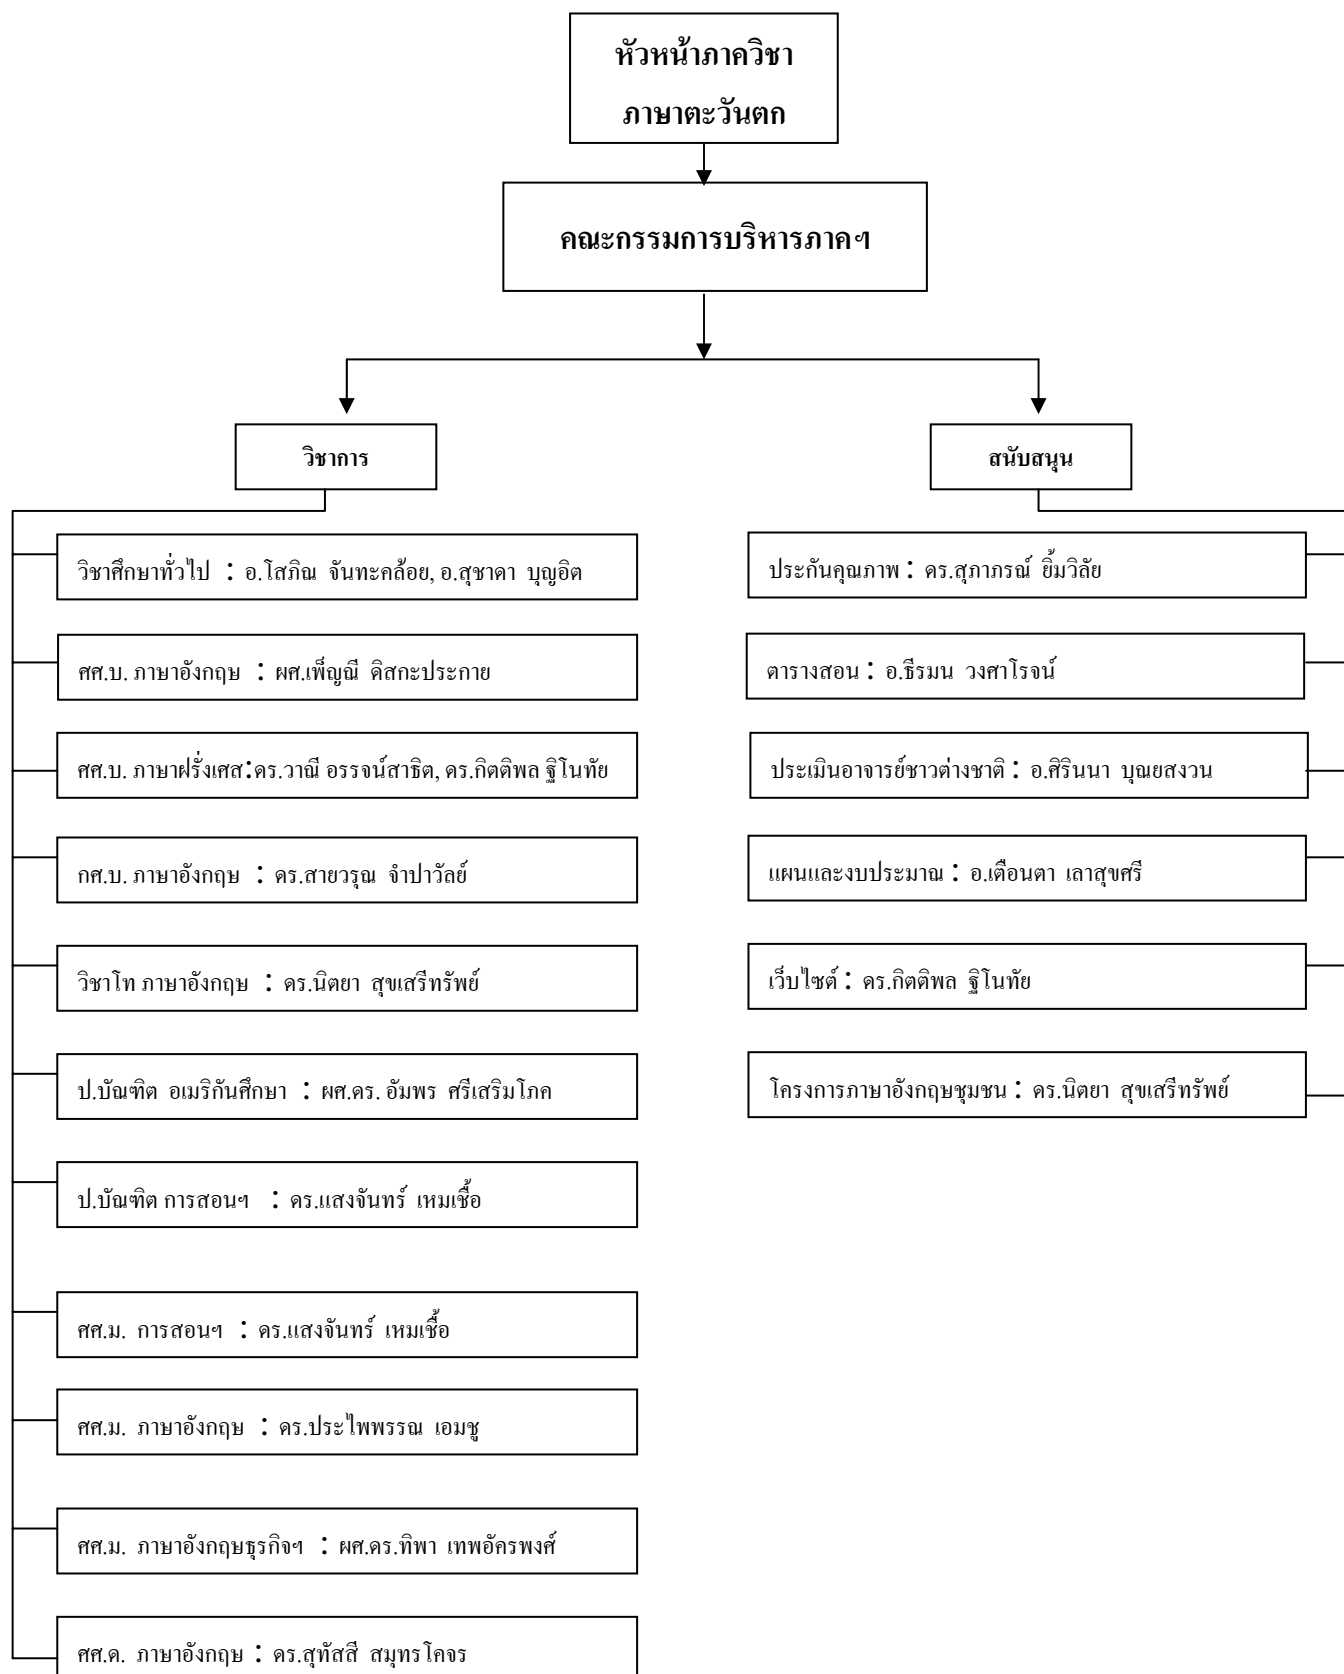 หัวหน้าภาควิชา
ภาษาตะวันตก
คณะกรรมการบริหารภาคฯ
วิชาการ
สนับสนุน
วิชาศึกษาทั่วไป : อ.โสภิณ จันทะคล้อย, อ.สุชาดา บุญอิต
ศศ.บ. ภาษาอังกฤษ : ผศ.เพ็ญณี ดิสกะประกาย
ศศ.บ. ภาษาฝรั่งเศส:ดร.วาณี อรรจน์สาธิต, ดร.กิตติพล ฐิโนทัย
กศ.บ. ภาษาอังกฤษ : ดร.สายวรุณ จำปาวัลย์
วิชาโท ภาษาอังกฤษ : ดร.นิตยา สุขเสรีทรัพย์
ป.บัณฑิต อเมริกันศึกษา : ผศ.ดร. อัมพร ศรีเสริมโภค
ป.บัณฑิต การสอนฯ : ดร.แสงจันทร์ เหมเชื้อ
ศศ.ม. การสอนฯ : ดร.แสงจันทร์ เหมเชื้อ
ศศ.ม. ภาษาอังกฤษ : ดร.ประไพพรรณ เอมชู
ศศ.ม. ภาษาอังกฤษธุรกิจฯ : ผศ.ดร.ทิพา เทพอัครพงศ์
ศศ.ด. ภาษาอังกฤษ : ดร.สุทัสสี สมุทรโคจร
ประกันคุณภาพ : ดร.สุภาภรณ์ ยิ้มวิลัย
ตารางสอน : อ.ธีรมน วงศาโรจน์
ประเมินอาจารย์ชาวต่างชาติ : อ.ศิรินนา บุณยสงวน
แผนและงบประมาณ : อ.เตือนตา เลาสุขศรี
เว็บไซต์ : ดร.กิตติพล ฐิโนทัย
โครงการภาษาอังกฤษชุมชน : ดร.นิตยา สุขเสรีทรัพย์